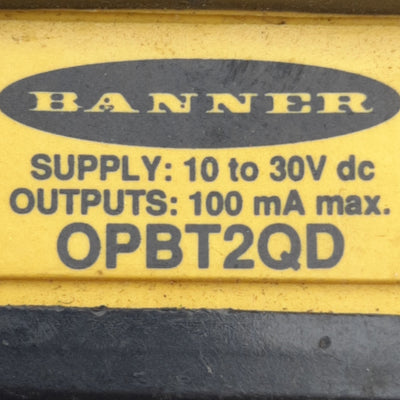 BANNER
SUPPLY: 10 to 30V dc
OUTPUTS: 100 mA max.
OPBT2QD